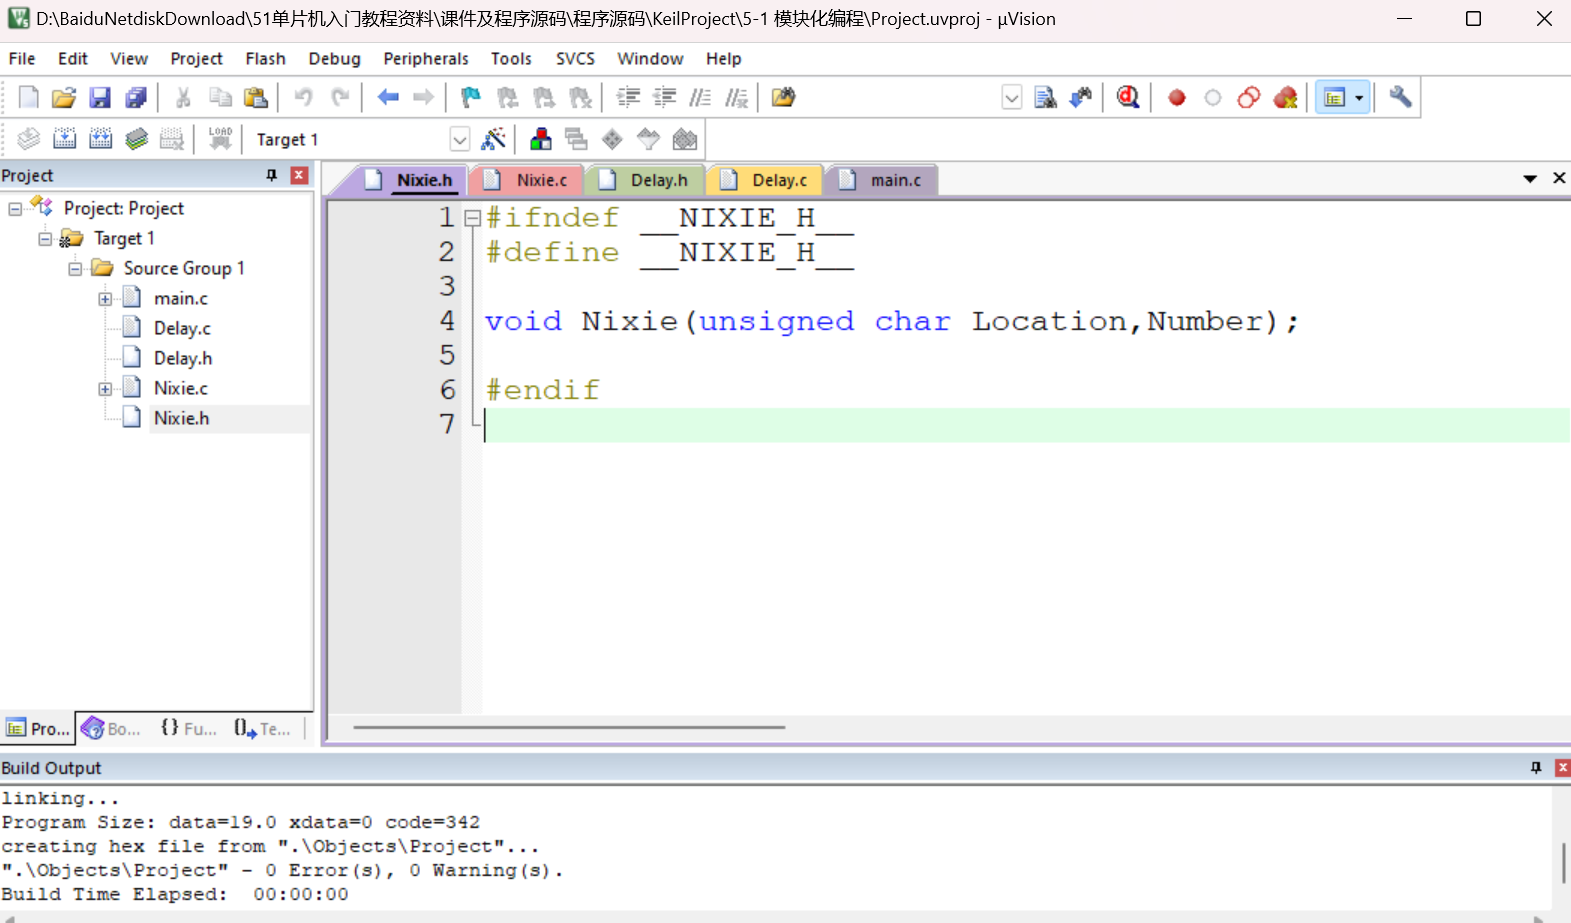 D:\BaiduNetdiskDownload\51单片机入门教程资料\课件及程序源码\程序源码\KeilProject\5-1 模块化编程\Project.uvproj - µVision
File Edit View Project Flash Debug Peripherals Tools SVCS Window Help
LOAD
Target 1
Project
Project: Project
Target 1
Source Group 1
main.c
Delay.c
Delay.h
Nixie.c
Nixie.h
Pro... Bo... {} Fu... Te...
Nixie.h Nixie.c Delay.h Delay.c main.c
1 #ifndef __NIXIE_H__
2 #define __NIXIE_H__
3
4 void Nixie(unsigned char Location,Number);
5
6 #endif
7
Build Output
linking...
Program Size: data=19.0 xdata=0 code=342
creating hex file from ".\Objects\Project"...
".\Objects\Project" - 0 Error(s), 0 Warning(s).
Build Time Elapsed:  00:00:00